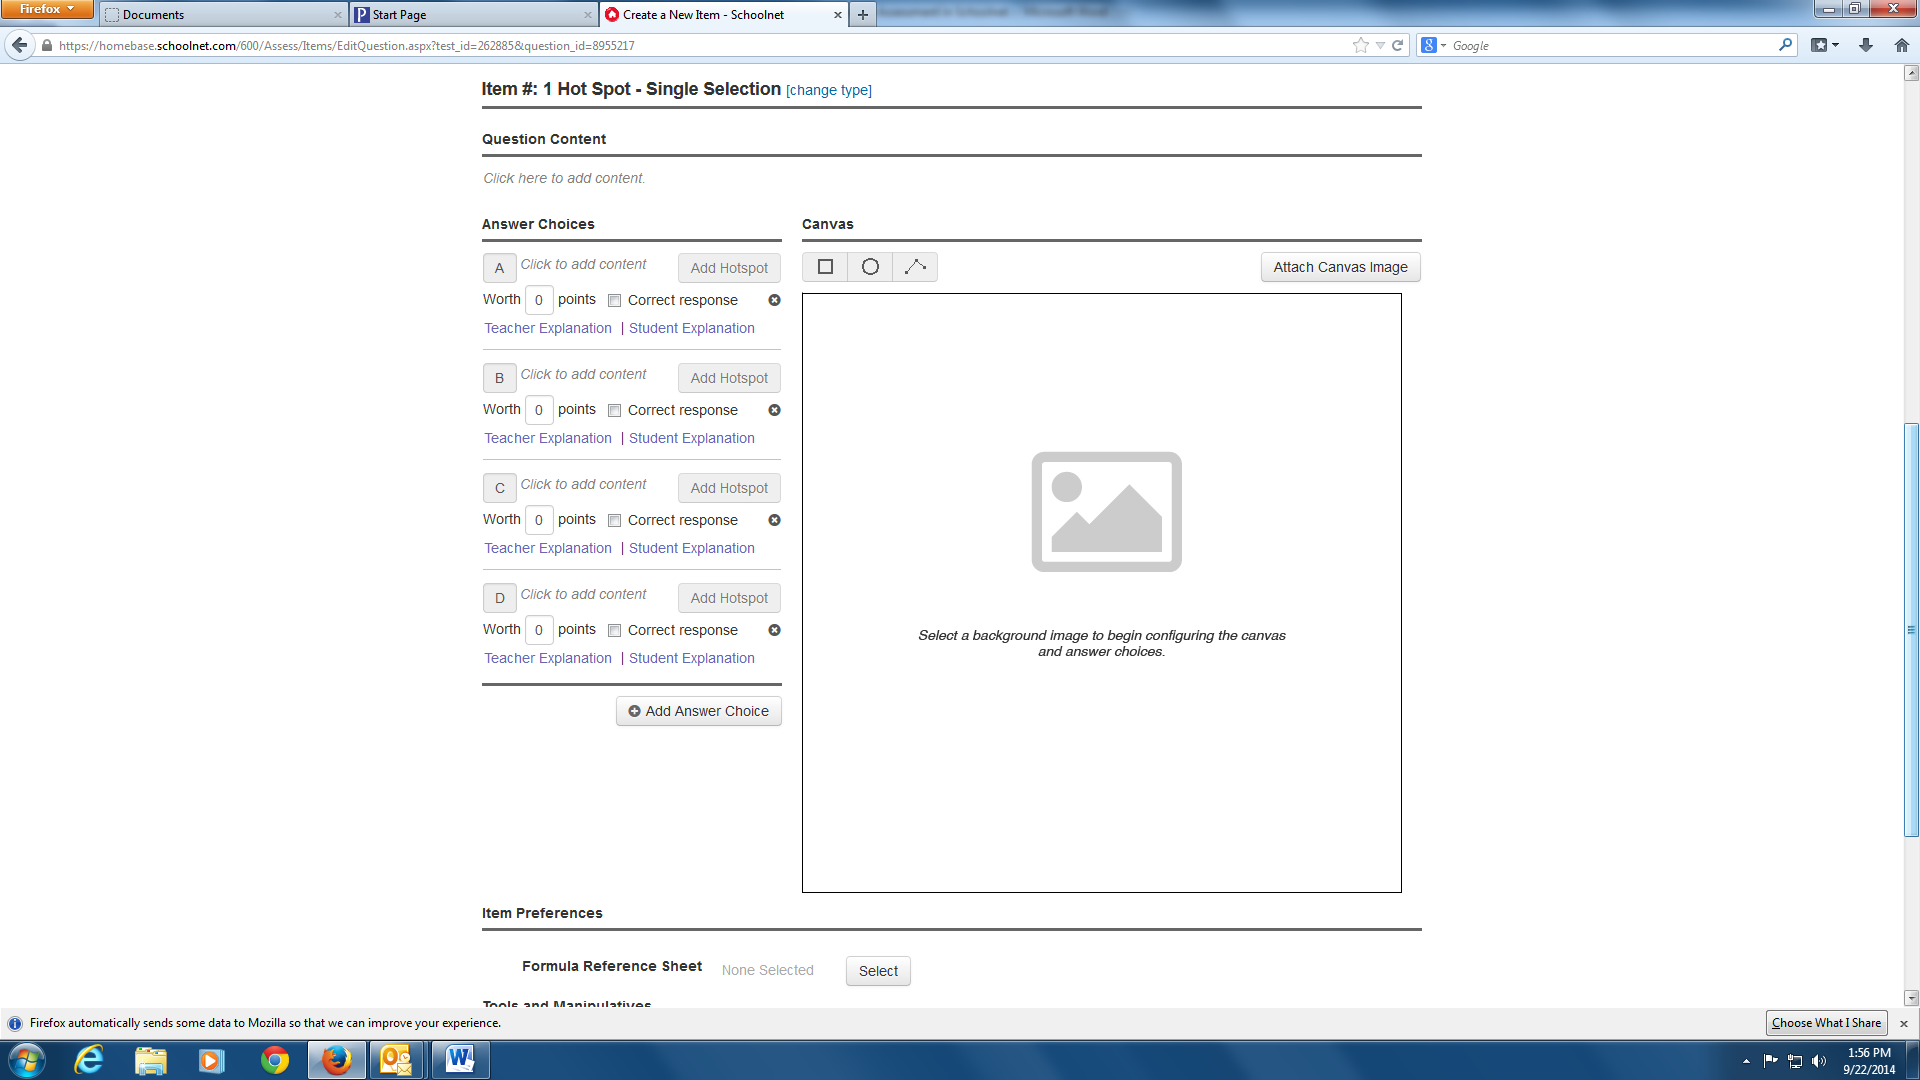 Firefox
Documents
Start Page
Create a New Item - Schoolnet
https://homebase.schoolnet.com/600/Assess/Items/EditQuestion.aspx?test_id=262885&question_id=8955217
Google
Item #: 1 Hot Spot - Single Selection [change type]
Question Content
Click here to add content.
Answer Choices
Canvas
A Click to add content Add Hotspot
Attach Canvas Image
Worth 0 points Correct response
Teacher Explanation | Student Explanation
B Click to add content Add Hotspot
Worth 0 points Correct response
Teacher Explanation | Student Explanation
C Click to add content Add Hotspot
Worth 0 points Correct response
Teacher Explanation | Student Explanation
D Click to add content Add Hotspot
Worth 0 points Correct response
Teacher Explanation | Student Explanation
Add Answer Choice
Select a background image to begin configuring the canvas
and answer choices.
Item Preferences
Formula Reference Sheet None Selected Select
Tools and Manipulatives
Firefox automatically sends some data to Mozilla so that we can improve your experience.
Choose What I Share
1:56 PM
9/22/2014